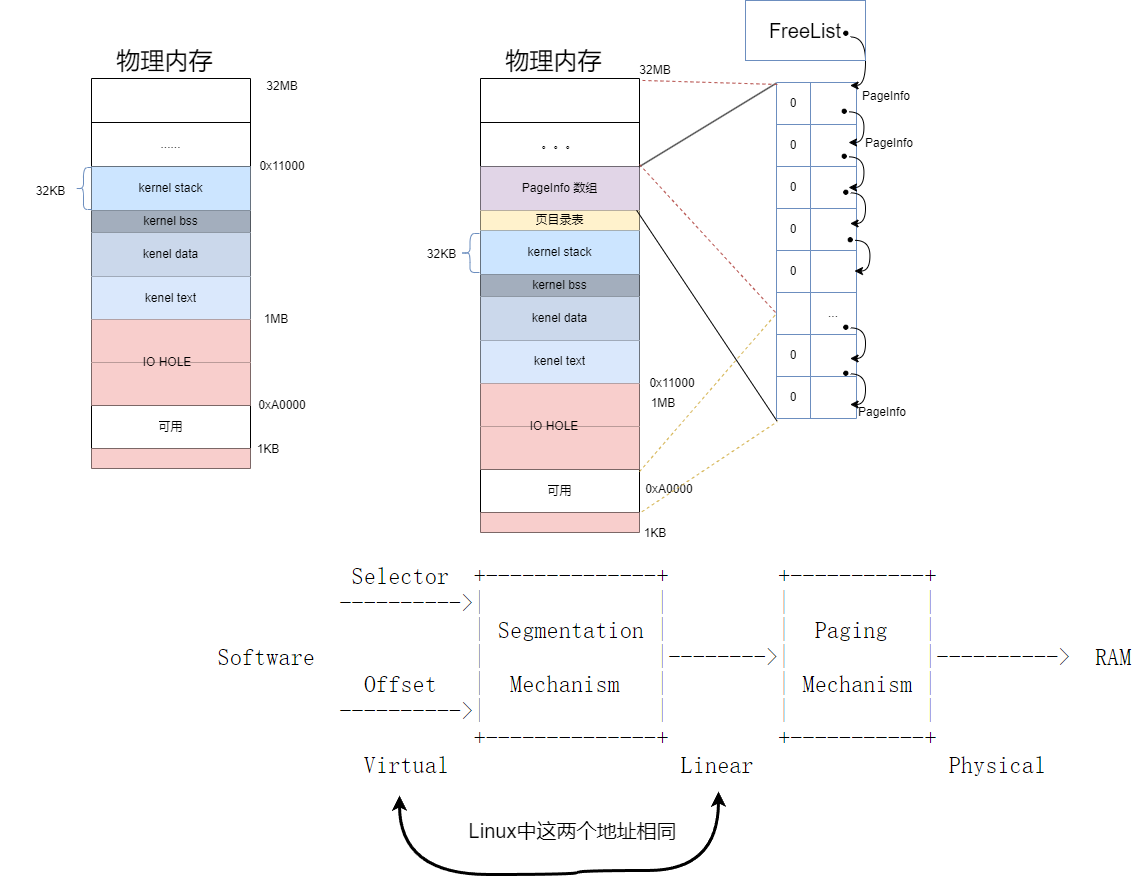 物理内存
32MB
......
0x11000
32KB
kernel stack
kernel bss
kenel data
kenel text
1MB
IO HOLE
0xA0000
可用
1KB
物理内存
32MB
。。。
PageInfo 数组
页目录表
32KB
kernel stack
kernel bss
kenel data
kenel text
0x11000
1MB
IO HOLE
可用
0xA0000
1KB
FreeList
0
PageInfo
0
PageInfo
0
0
0
...
0
0
PageInfo
Selector
Software
Offset
Segmentation
Mechanism
Paging
Mechanism
RAM
Virtual
Linear
Physical
Linux中这两个地址相同